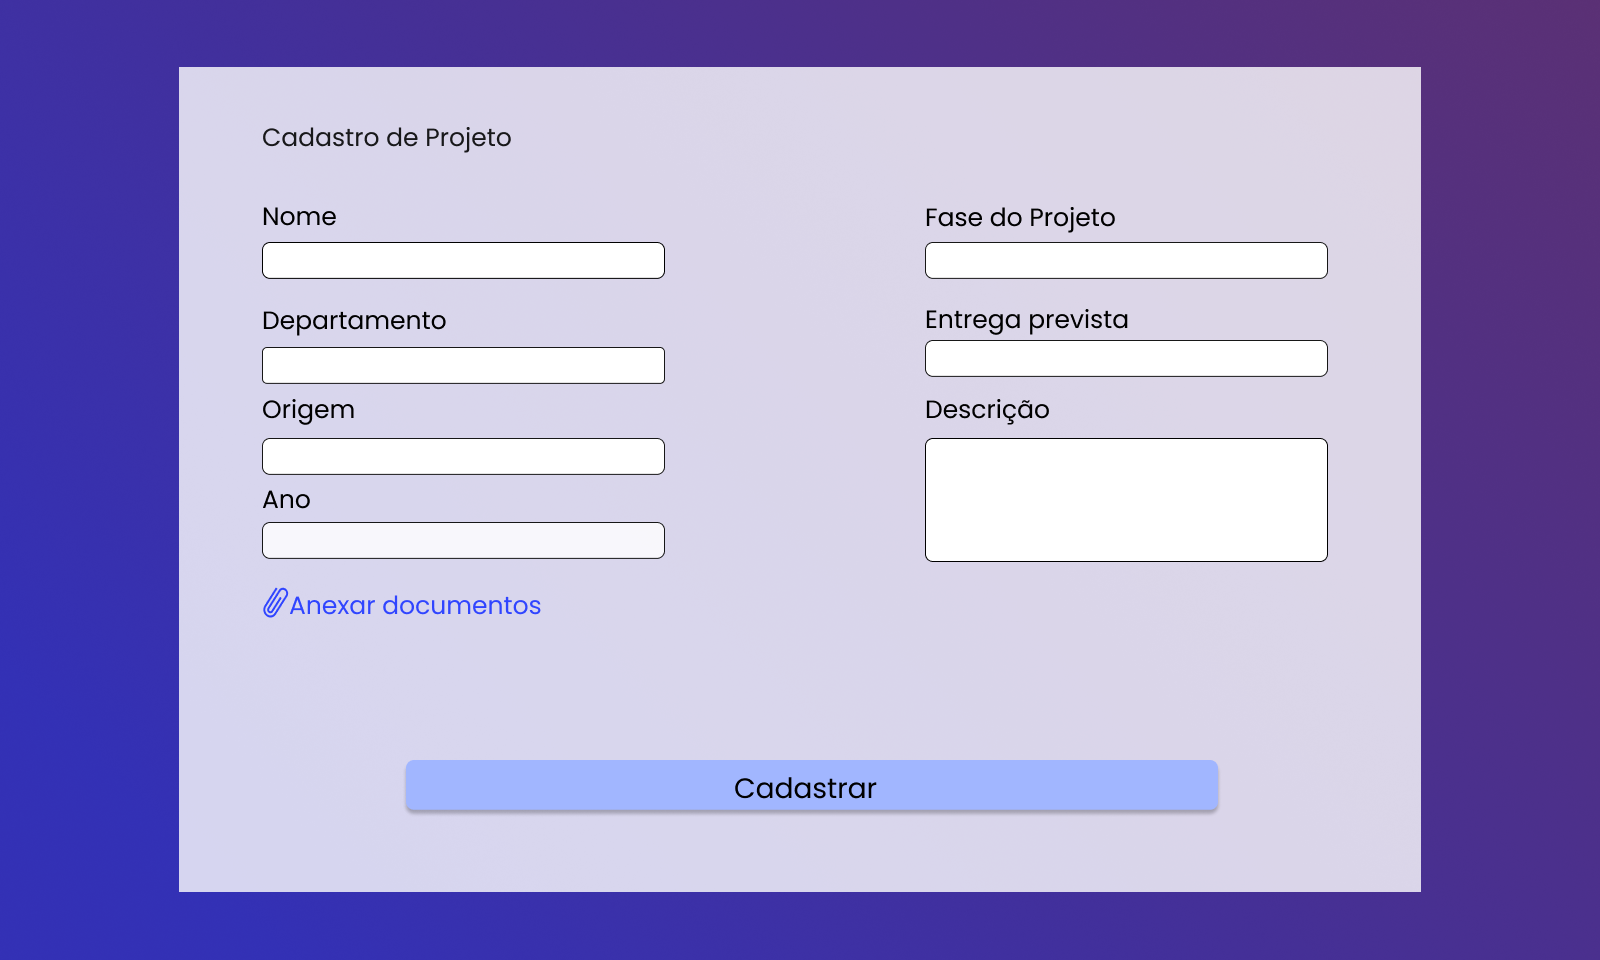 Cadastro de Projeto
Nome
Departamento
Origem
Ano
Anexar documentos
Fase do Projeto
Entrega prevista
Descrição
Cadastrar